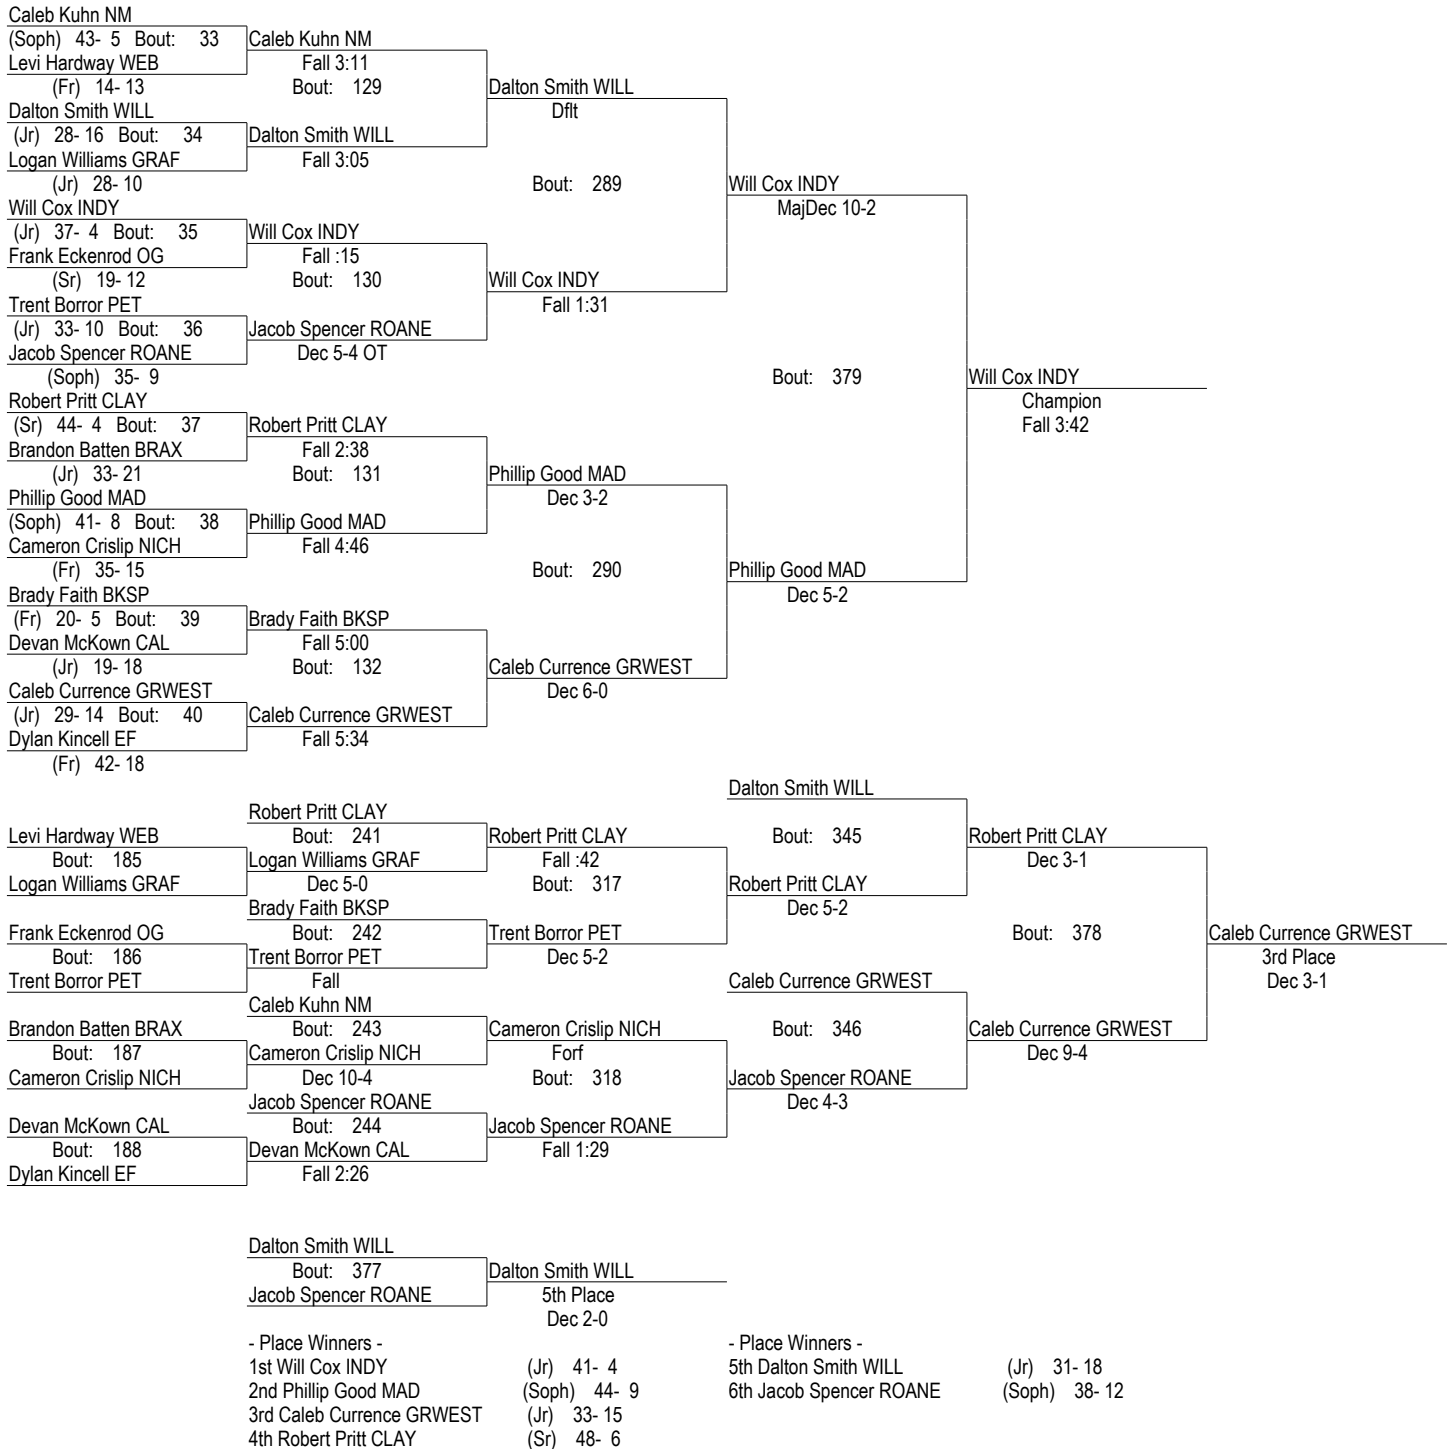 Caleb Kuhn NM
(Soph) 43- 5 Bout: 33 Caleb Kuhn NM
Levi Hardway WEB Fall 3:11
(Fr) 14- 13 Bout: 129 Dalton Smith WILL
Dalton Smith WILL Dflt
(Jr) 28- 16 Bout: 34 Dalton Smith WILL
Logan Williams GRAF Fall 3:05
(Jr) 28- 10 Bout: 289 Will Cox INDY
Will Cox INDY MajDec 10-2
(Jr) 37- 4 Bout: 35 Will Cox INDY
Frank Eckenrod OG Fall :15
(Sr) 19- 12 Bout: 130 Will Cox INDY
Trent Borror PET Fall 1:31
(Jr) 33- 10 Bout: 36 Jacob Spencer ROANE
Jacob Spencer ROANE Dec 5-4 OT
(Soph) 35- 9 Bout: 379 Will Cox INDY
Robert Pritt CLAY Champion
(Sr) 44- 4 Bout: 37 Robert Pritt CLAY Fall 3:42
Brandon Batten BRAX Fall 2:38
(Jr) 33- 21 Bout: 131 Phillip Good MAD
Phillip Good MAD Dec 3-2
(Soph) 41- 8 Bout: 38 Phillip Good MAD
Cameron Crislip NICH Fall 4:46
(Fr) 35- 15 Bout: 290 Phillip Good MAD
Brady Faith BKSP Dec 5-2
(Fr) 20- 5 Bout: 39 Brady Faith BKSP
Devan McKown CAL Fall 5:00
(Jr) 19- 18 Bout: 132 Caleb Currence GRWEST
Caleb Currence GRWEST Dec 6-0
(Jr) 29- 14 Bout: 40 Caleb Currence GRWEST
Dylan Kincell EF Fall 5:34
(Fr) 42- 18
Dalton Smith WILL
Robert Pritt CLAY
Levi Hardway WEB Bout: 241 Robert Pritt CLAY Bout: 345 Robert Pritt CLAY
Bout: 185 Logan Williams GRAF Fall :42 Dec 3-1
Logan Williams GRAF Dec 5-0 Bout: 317 Robert Pritt CLAY
Brady Faith BKSP Dec 5-2
Frank Eckenrod OG Bout: 242 Trent Borror PET Bout: 378 Caleb Currence GRWEST
Bout: 186 Trent Borror PET Dec 5-2 3rd Place
Trent Borror PET Fall Caleb Currence GRWEST Dec 3-1
Caleb Kuhn NM
Brandon Batten BRAX Bout: 243 Cameron Crislip NICH Bout: 346 Caleb Currence GRWEST
Bout: 187 Cameron Crislip NICH Forf Dec 9-4
Cameron Crislip NICH Dec 10-4 Bout: 318 Jacob Spencer ROANE
Jacob Spencer ROANE Dec 4-3
Devan McKown CAL Bout: 244 Jacob Spencer ROANE
Bout: 188 Devan McKown CAL Fall 1:29
Dylan Kincell EF Fall 2:26
Dalton Smith WILL
Bout: 377 Dalton Smith WILL
Jacob Spencer ROANE 5th Place
Dec 2-0
- Place Winners - - Place Winners -
1st Will Cox INDY (Jr) 41- 4 5th Dalton Smith WILL (Jr) 31- 18
2nd Phillip Good MAD (Soph) 44- 9 6th Jacob Spencer ROANE (Soph) 38- 12
3rd Caleb Currence GRWEST (Jr) 33- 15
4th Robert Pritt CLAY (Sr) 48- 6